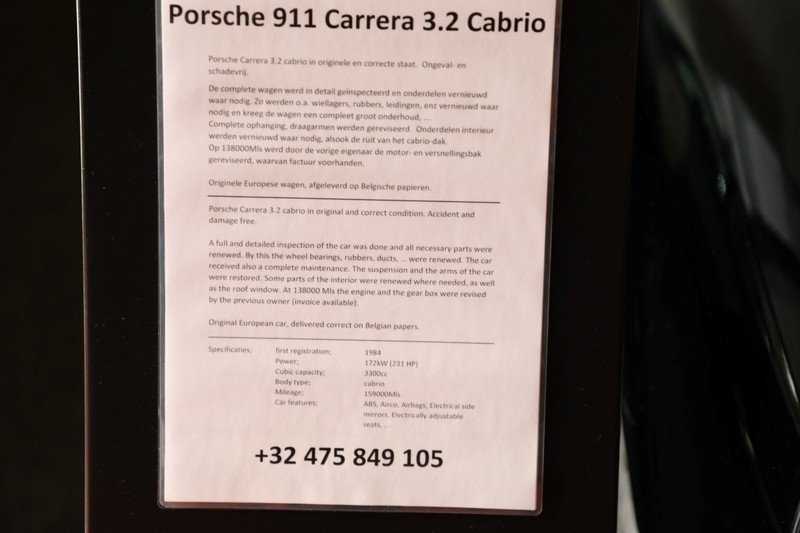 Porsche 911 Carrera 3.2 Cabrio
Porsche Carrera 3.2 cabrio in originele en correcte staat. Ongeval- en
schadevrij.
De complete wagen werd in detail geïnspecteerd en onderdelen vernieuwd
waar nodig. Zo werden o.a. wiellagers, rubbers, leidingen, enz vernieuwd waar
nodig en kreeg de wagen een compleet groot onderhoud, ...
Complete ophanging, draagarmen werden gereviseerd. Onderdelen interieur
werden vernieuwd waar nodig, alsook de ruit van het cabrio-dak.
Op 138000Mls werd door de vorige eigenaar de motor- en versnellingsbak
gereviseerd, waarvan factuur voorhanden.
Originele Europese wagen, afgeleverd op Belgische papieren.
Porsche Carrera 3.2 cabrio in original and correct condition. Accident and
damage free.
A full and detailed inspection of the car was done and all necessary parts were
renewed. By this the wheel bearings, rubbers, ducts, ... were renewed. The car
received also a complete maintenance. The suspension and the arms of the car
were restored. Some parts of the interior were renewed where needed, as well
as the roof window. At 138000 Mls the engine and the gear box were revised
by the previous owner (invoice available).
Original European car, delivered correct on Belgian papers.
Specificaties; first registration; 1984
Power; 172kW (231 HP)
Cubic capacity; 3300cc
Body type; cabrio
Mileage; 159000Mls
Car features; ABS, Airco, Airbags, Electrical side
mirrors, Electrically adjustable
seats, ...
+32 475 849 105